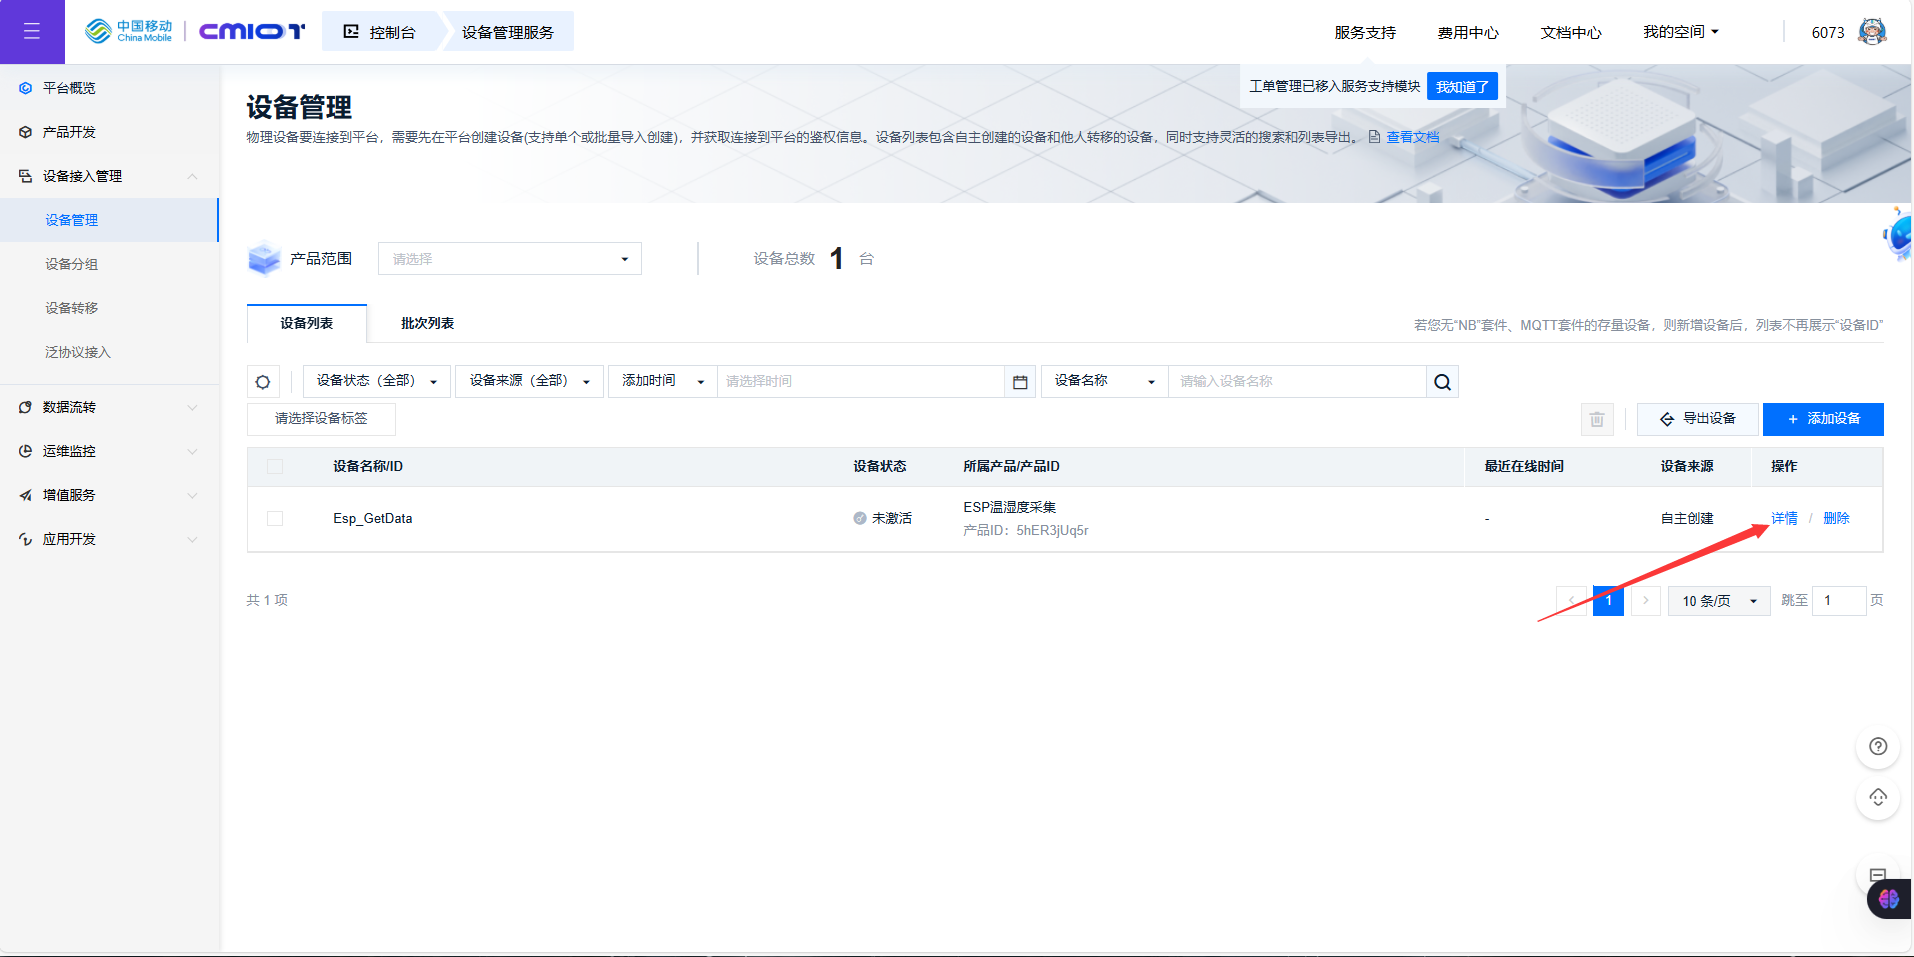 中国移动
China Mobile
CMIOT
控制台
设备管理服务
服务支持
费用中心
文档中心
我的空间
6073
工单管理已移入服务支持模块
我知道了
平台概览
产品开发
设备接入管理
设备管理
设备分组
设备转移
泛协议接入
数据流转
运维监控
增值服务
应用开发
设备管理
物理设备要连接到平台，需要先在平台创建设备(支持单个或批量导入创建)，并获取连接到平台的鉴权信息。设备列表包含自主创建的设备和他人转移的设备，同时支持灵活的搜索和列表导出。 查看文档
产品范围
请选择
设备总数 1 台
设备列表
批次列表
若您无“NB”套件、MQTT套件的存量设备，则新增设备后，列表不再展示“设备ID”
设备状态（全部）
设备来源（全部）
添加时间
请选择时间
设备名称
请输入设备名称
请选择设备标签
导出设备
+ 添加设备
设备名称/ID
设备状态
所属产品/产品ID
最近在线时间
设备来源
操作
Esp_GetData
未激活
ESP温湿度采集
产品ID：5hER3jUq5r
-
自主创建
详情 / 删除
共 1 项
< 1 >
10 条/页
跳至 1 页